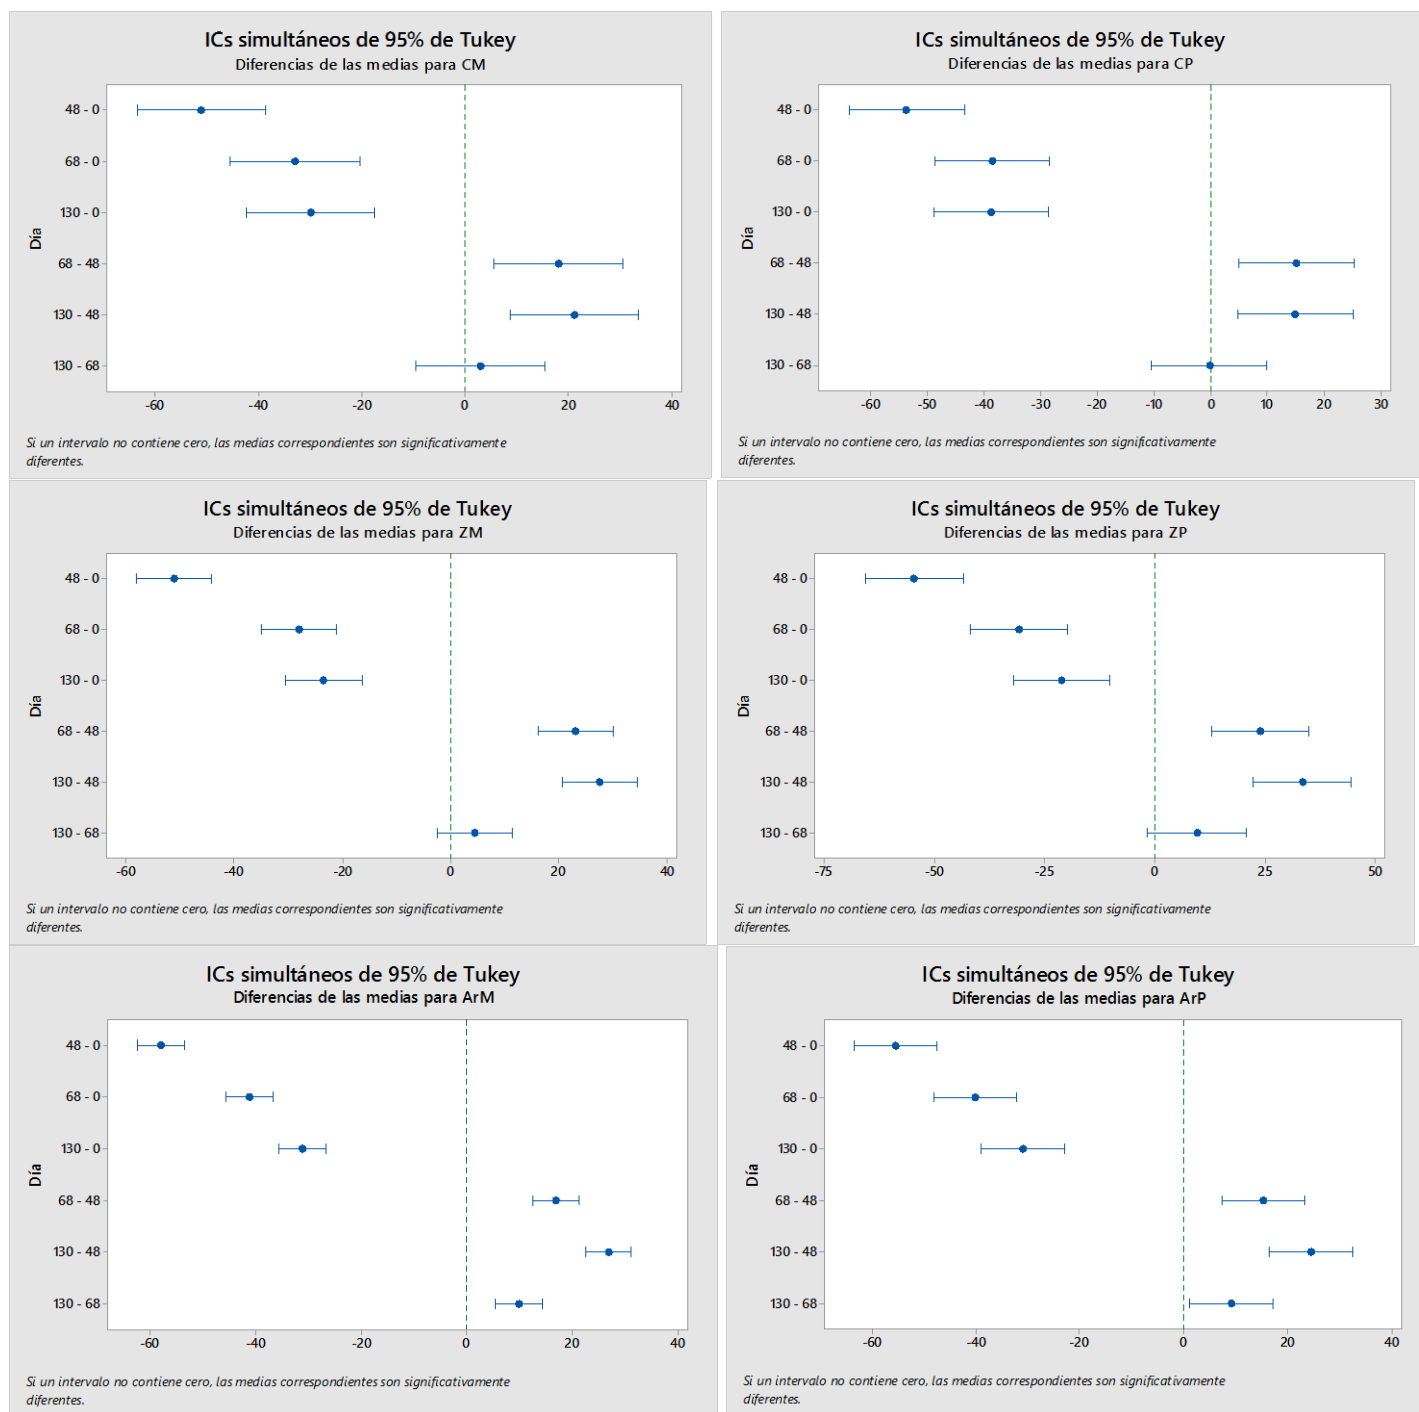 ICs simultáneos de 95% de Tukey
Diferencias de las medias para CM
Día
48 - 0
68 - 0
130 - 0
68 - 48
130 - 48
130 - 68
-60 -40 -20 0 20 40
Si un intervalo no contiene cero, las medias correspondientes son significativamente
diferentes.
ICs simultáneos de 95% de Tukey
Diferencias de las medias para CP
Día
48 - 0
68 - 0
130 - 0
68 - 48
130 - 48
130 - 68
-60 -50 -40 -30 -20 -10 0 10 20 30
Si un intervalo no contiene cero, las medias correspondientes son significativamente
diferentes.
ICs simultáneos de 95% de Tukey
Diferencias de las medias para ZM
Día
48 - 0
68 - 0
130 - 0
68 - 48
130 - 48
130 - 68
-60 -40 -20 0 20 40
Si un intervalo no contiene cero, las medias correspondientes son significativamente
diferentes.
ICs simultáneos de 95% de Tukey
Diferencias de las medias para ZP
Día
48 - 0
68 - 0
130 - 0
68 - 48
130 - 48
130 - 68
-75 -50 -25 0 25 50
Si un intervalo no contiene cero, las medias correspondientes son significativamente
diferentes.
ICs simultáneos de 95% de Tukey
Diferencias de las medias para ArM
Día
48 - 0
68 - 0
130 - 0
68 - 48
130 - 48
130 - 68
-60 -40 -20 0 20 40
Si un intervalo no contiene cero, las medias correspondientes son significativamente
diferentes.
ICs simultáneos de 95% de Tukey
Diferencias de las medias para ArP
Día
48 - 0
68 - 0
130 - 0
68 - 48
130 - 48
130 - 68
-60 -40 -20 0 20 40
Si un intervalo no contiene cero, las medias correspondientes son significativamente
diferentes.